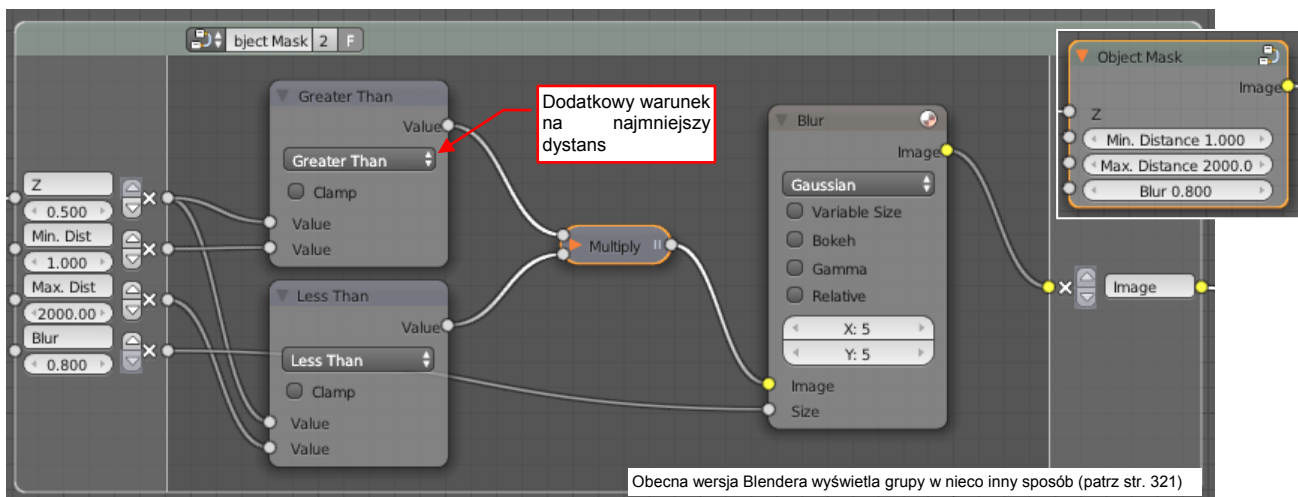 bject Mask 2 F
Object Mask
Image
Z
Min. Distance 1.000
Max. Distance 2000.0
Blur 0.800
Z
0.500
Min. Dist
1.000
Max. Dist
2000.00
Blur
0.800
Greater Than
Value
Greater Than
Clamp
Value
Value
Less Than
Value
Less Than
Clamp
Value
Value
Dodatkowy warunek
na najmniejszy
dystans
Multiply
Blur
Image
Gaussian
Variable Size
Bokeh
Gamma
Relative
X: 5
Y: 5
Image
Size
Image
Obecna wersja Blendera wyświetla grupy w nieco inny sposób (patrz str. 321)